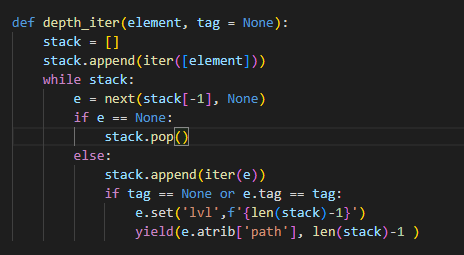 def depth_iter(element, tag = None):
    stack = []
    stack.append(iter([element]))
    while stack:
        e = next(stack[-1], None)
        if e == None:
            stack.pop()
        else:
            stack.append(iter(e))
            if tag == None or e.tag == tag:
                e.set('lvl',f'{len(stack)-1}')
                yield(e.atrib['path'], len(stack)-1 )